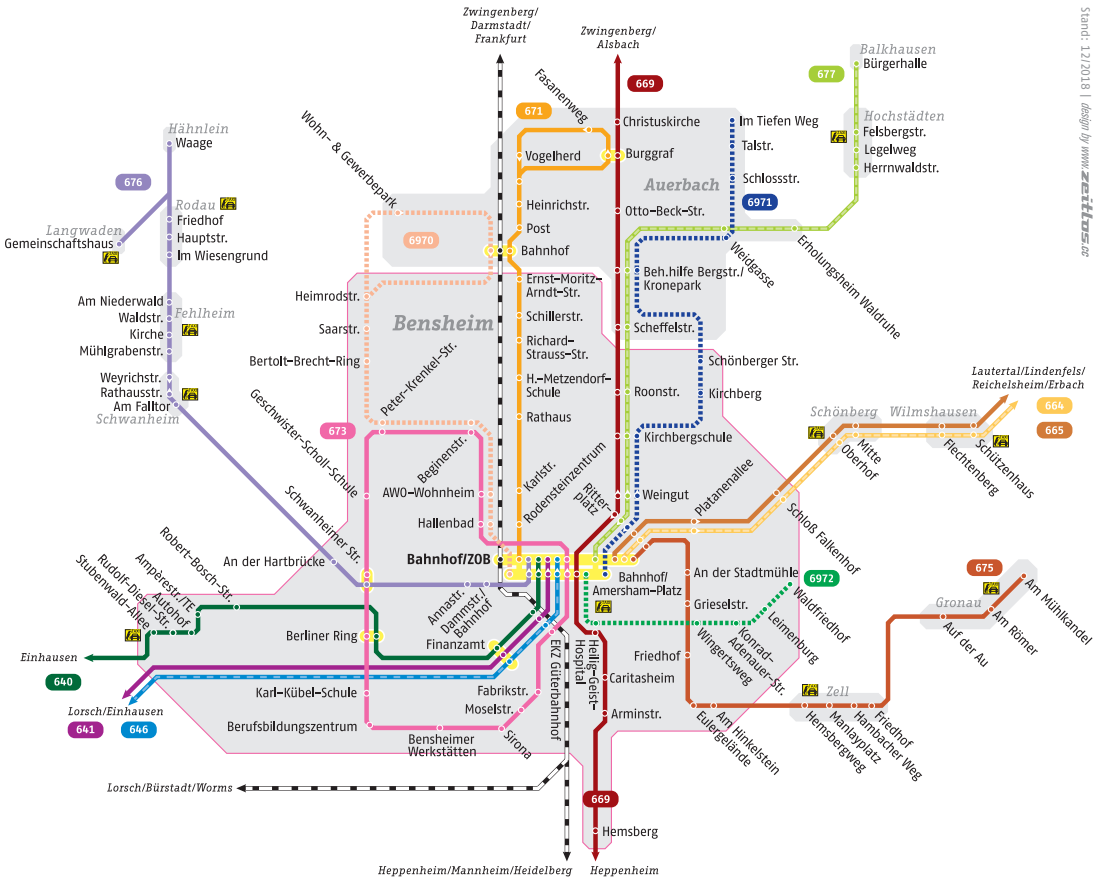 Zwingenberg/
Darmstadt/
Frankfurt
Zwingenberg/
Alsbach
Stand: 12/2018 | design by www.zeitlos.cc
Balkhausen
Bürgerhalle
677
669
671
Fasanenweg
Christuskirche
Im Tiefen Weg
Hochstädten
Felsbergstr.
Legelweg
Herrnwaldstr.
Hähnlein
Waage
Talstr.
Vogelherd
Burggraf
Wohn- & Gewerbepark
Schlossstr.
Auerbach
676
Rodau
6971
Heinrichstr.
Otto-Beck-Str.
Friedhof
Hauptstr.
Im Wiesengrund
Langwaden
Gemeinschaftshaus
Post
6970
Bahnhof
Weidgasse
Erholungsheim Waldruhe
Beh.hilfe Bergstr./
Kronepark
Ernst-Moritz-
Arndt-Str.
Heimrodstr.
Am Niederwald
Waldstr.
Fehlheim
Kirche
Mühlgrabenstr.
Bensheim
Schillerstr.
Saarstr.
Scheffelstr.
Richard-
Strauss-Str.
Bertolt-Brecht-Ring
Schönberger Str.
Peter-Krenkel-Str.
H.-Metzendorf-
Schule
Weyrichstr.
Rathausstr.
Am Falltor
Schwanheim
Roonstr.
Kirchberg
Lautertal/Lindenfels/
Reichelsheim/Erbach
664
665
Geschwister-Scholl-Schule
Rathaus
Schönberg
Wilmshausen
673
Kirchbergschule
Mitte
Oberhof
Flechtenberg
Schützenhaus
Beginenstr.
Karlstr.
Rodensteinzentrum
Ritter-
platz
Weingut
Platanenallee
AWO-Wohnheim
Hallenbad
Schloß Falkenhof
Schwanheimer Str.
An der Hartbrücke
Bahnhof/ZOB
Bahnhof/
Amersham-Platz
An der Stadtmühle
6972
675
Robert-Bosch-Str.
Ampèrestr./TE
Autohof
Rudolf-Diesel-Str.
Stubenwald-Allee
Annastr.
Dammstr./
Bahnhof
Finanzamt
Grieselstr.
Waldfriedhof
Leimenburg
Konrad-
Adenauer-Str.
Wingertsweg
Gronau
Am Mühlkandel
Am Römer
Auf der Au
Berliner Ring
Einhausen
640
EKZ Güterbahnhof
Heilig-Geist-
Hospital
Friedhof
Caritasheim
Karl-Kübel-Schule
Fabrikstr.
Moselstr.
Zell
Lorsch/Einhausen
641
646
Berufsbildungszentrum
Bensheimer
Werkstätten
Sirona
Arminstr.
Eulergelände
Am Hinkelstein
Hemsbergweg
Manlayplatz
Hambacher Weg
Friedhof
Lorsch/Bürstadt/Worms
669
Hemsberg
Heppenheim/Mannheim/Heidelberg
Heppenheim